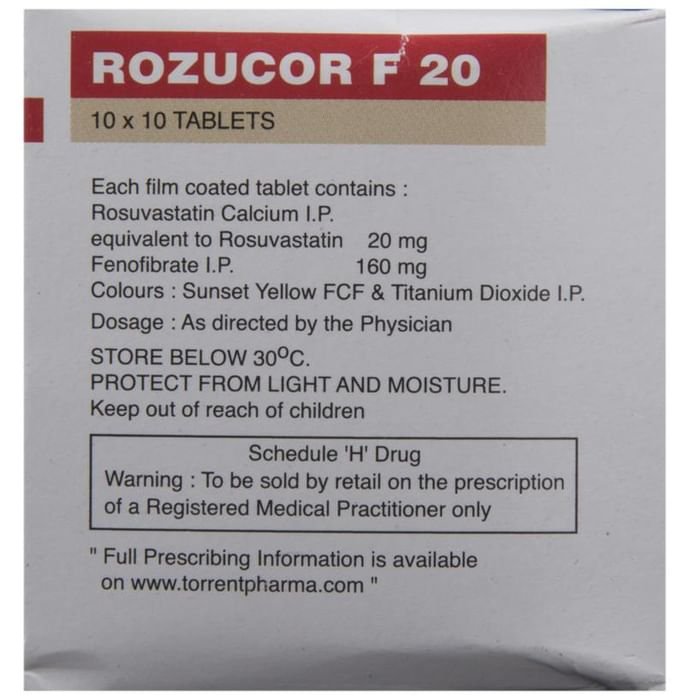 ROZUCOR F 20
10 x 10 TABLETS
Each film coated tablet contains :
Rosuvastatin Calcium I.P.
equivalent to Rosuvastatin 20 mg
Fenofibrate I.P. 160 mg
Colours : Sunset Yellow FCF & Titanium Dioxide I.P.
Dosage : As directed by the Physician
STORE BELOW 30⁰C.
PROTECT FROM LIGHT AND MOISTURE.
Keep out of reach of children
Schedule 'H' Drug
Warning : To be sold by retail on the prescription
of a Registered Medical Practitioner only
" Full Prescribing Information is available
on www.torrentpharma.com "